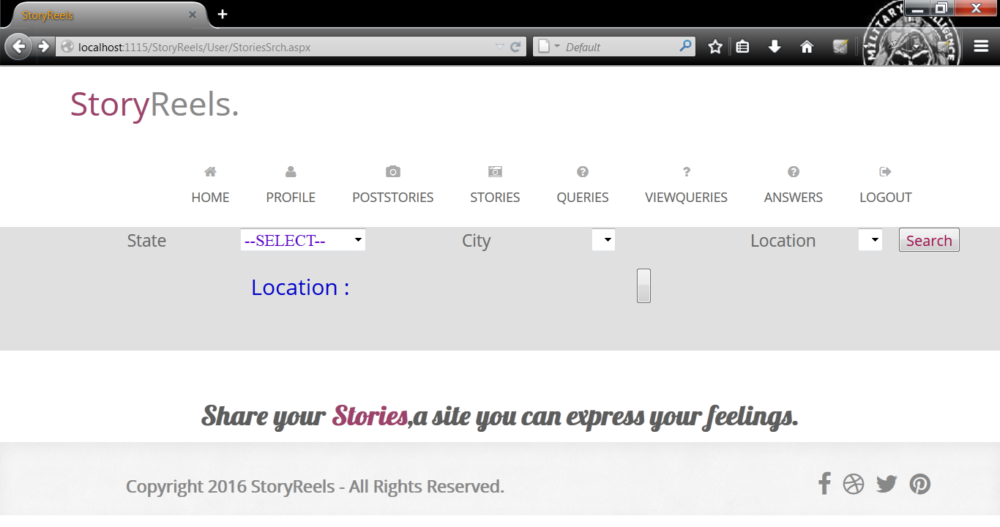 StoryReels
localhost:1115/StoryReels/User/StoriesSrch.aspx
Default
MILITARY INTELLIGENCE
StoryReels.
HOME PROFILE POSTSTORIES STORIES QUERIES VIEWQUERIES ANSWERS LOGOUT
State --SELECT-- City Location Search
Location :
Share your Stories,a site you can express your feelings.
Copyright 2016 StoryReels - All Rights Reserved.